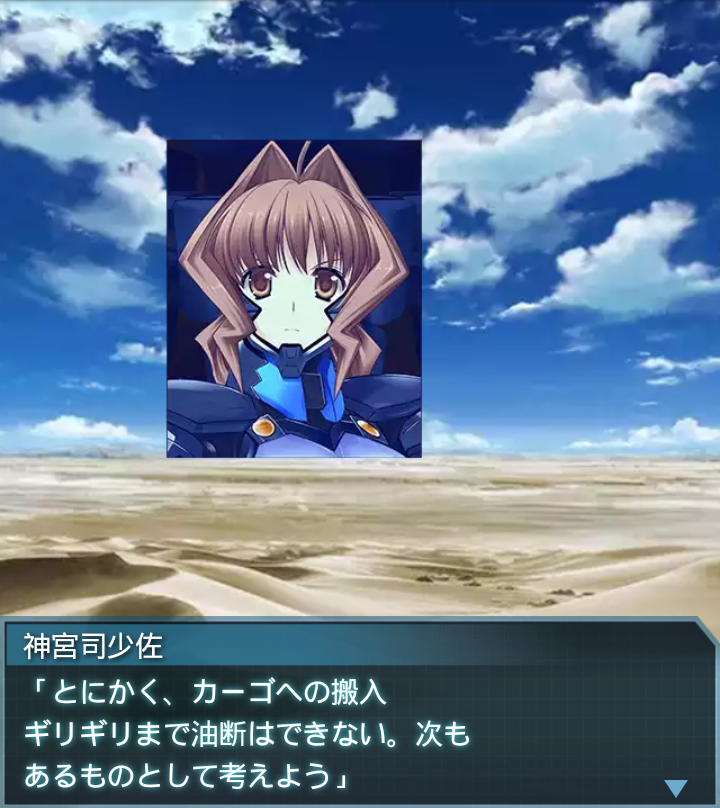 神宮司少佐
「とにかく、カーゴへの搬入
ギリギリまで油断はできない。次も
あるものとして考えよう」